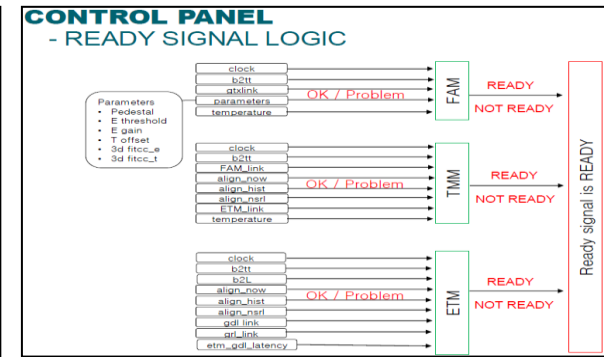 CONTROL PANEL
- READY SIGNAL LOGIC
clock
b2tt
gtxlink
parameters
temperature
OK / Problem
FAM
READY
NOT READY
Parameters
• Pedestal
• E threshold
• E gain
• T offset
• 3d fitcc_e
• 3d fitcc_t
clock
b2tt
FAM_link
align_now
align_hist
align_nsrl
ETM_link
temperature
OK / Problem
TMM
READY
NOT READY
clock
b2tt
b2L
align_now
align_hist
align_nsrl
gdl link
grl_link
etm_gdl_latency
OK / Problem
ETM
READY
NOT READY
Ready signal is READY